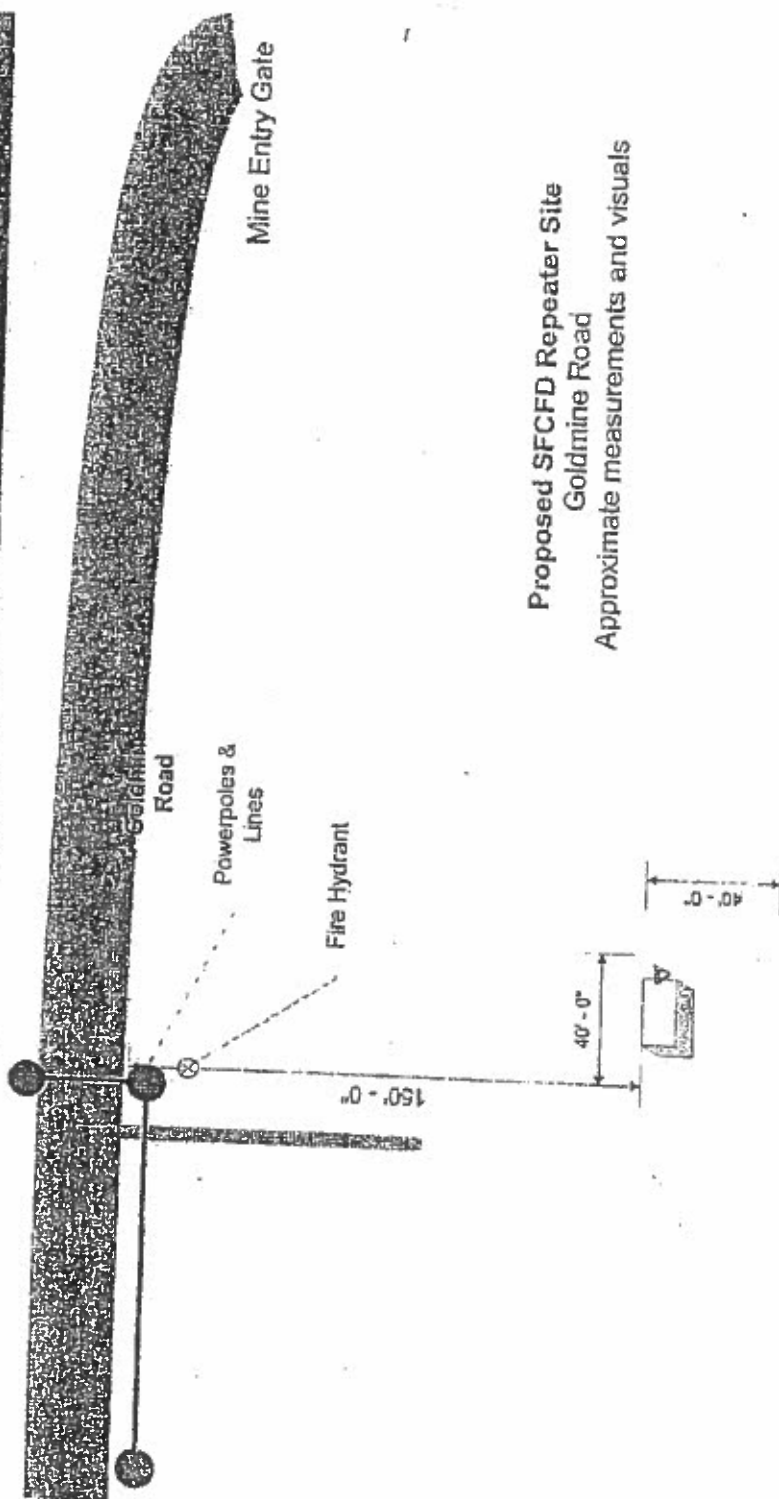 Mine Entry Gate
Goldmine
Road
Powerpoles &
Lines
Fire Hydrant
150' - 0"
40' - 0"
40' - 0"
Proposed SFCFD Repeater Site
Goldmine Road
Approximate measurements and visuals